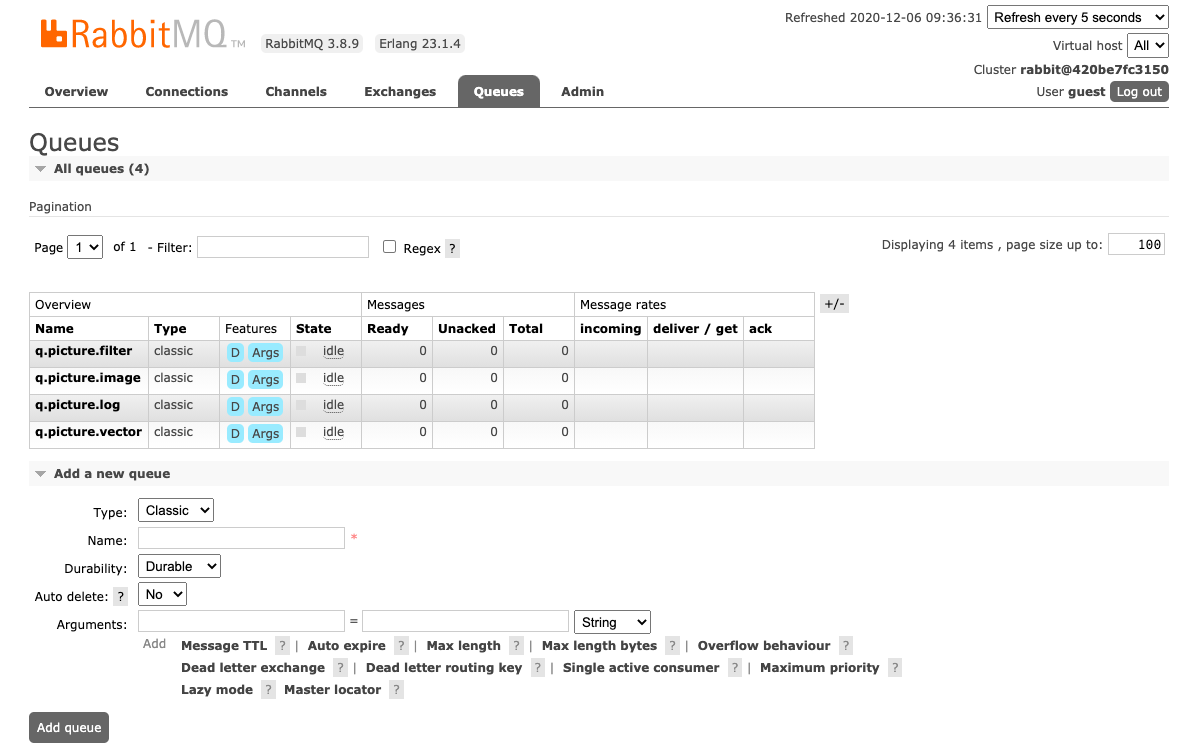 Refreshed 2020-12-06 09:36:31 Refresh every 5 seconds
RabbitMQ TM RabbitMQ 3.8.9 Erlang 23.1.4
Virtual host All
Cluster rabbit@420be7fc3150
User guest Log out
Overview Connections Channels Exchanges Queues Admin
Queues
All queues (4)
Pagination
Page 1 of 1 - Filter: Regex ? Displaying 4 items , page size up to: 100
Overview Messages Message rates +/-
Name Type Features State Ready Unacked Total incoming deliver / get ack
q.picture.filter classic D Args idle 0 0 0
q.picture.image classic D Args idle 0 0 0
q.picture.log classic D Args idle 0 0 0
q.picture.vector classic D Args idle 0 0 0
Add a new queue
Type: Classic
Name: *
Durability: Durable
Auto delete: ? No
Arguments: = String
Add Message TTL ? | Auto expire ? | Max length ? | Max length bytes ? | Overflow behaviour ?
Dead letter exchange ? | Dead letter routing key ? | Single active consumer ? | Maximum priority ?
Lazy mode ? Master locator ?
Add queue